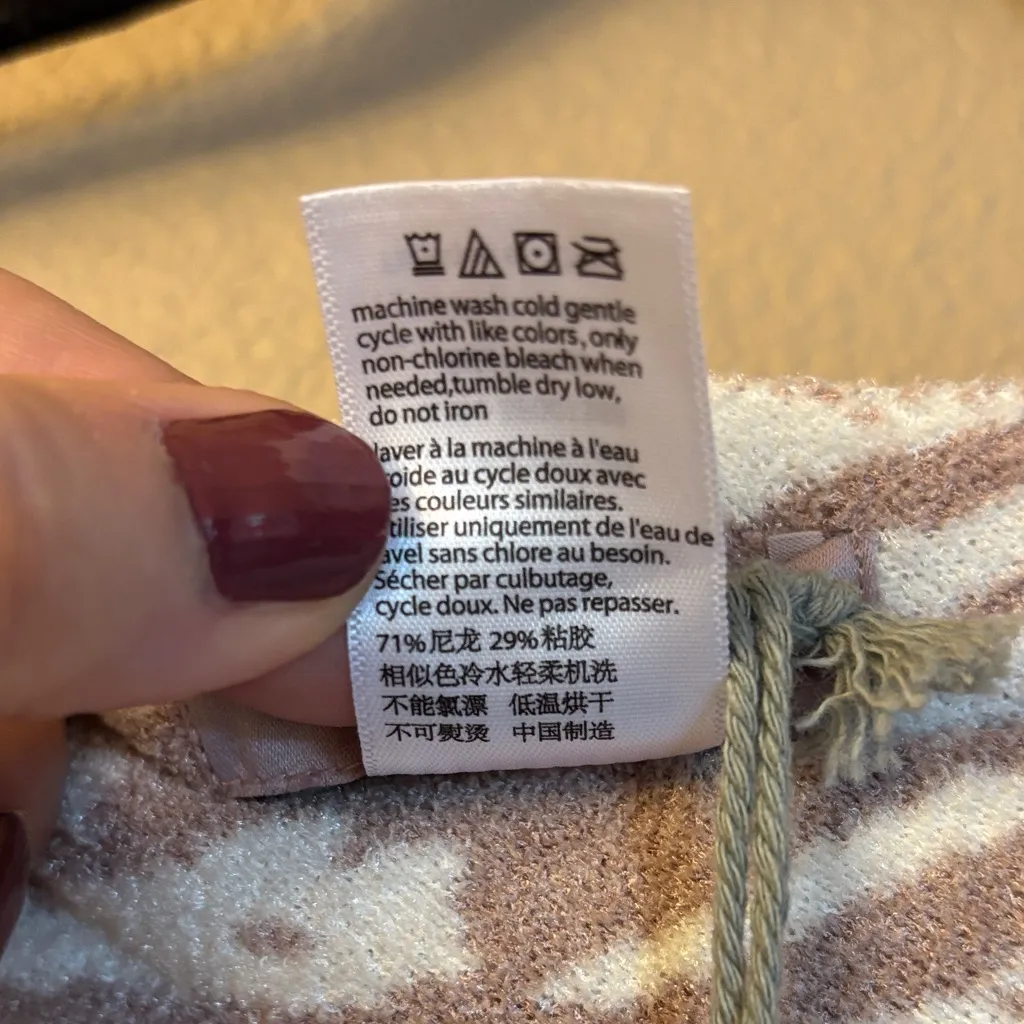 machine wash cold gentle
cycle with like colors, only
non-chlorine bleach when
needed,tumble dry low,
do not iron
laver à la machine à l'eau
au cycle doux avec
couleurs similaires.
uniquement de l'eau de
sans chlore au besoin.
Sécher par culbutage,
cycle doux. Ne pas repasser.
71%尼龙 29%粘胶
相似色冷水轻柔机洗
不能氯漂 低温烘干
不可熨烫 中国制造